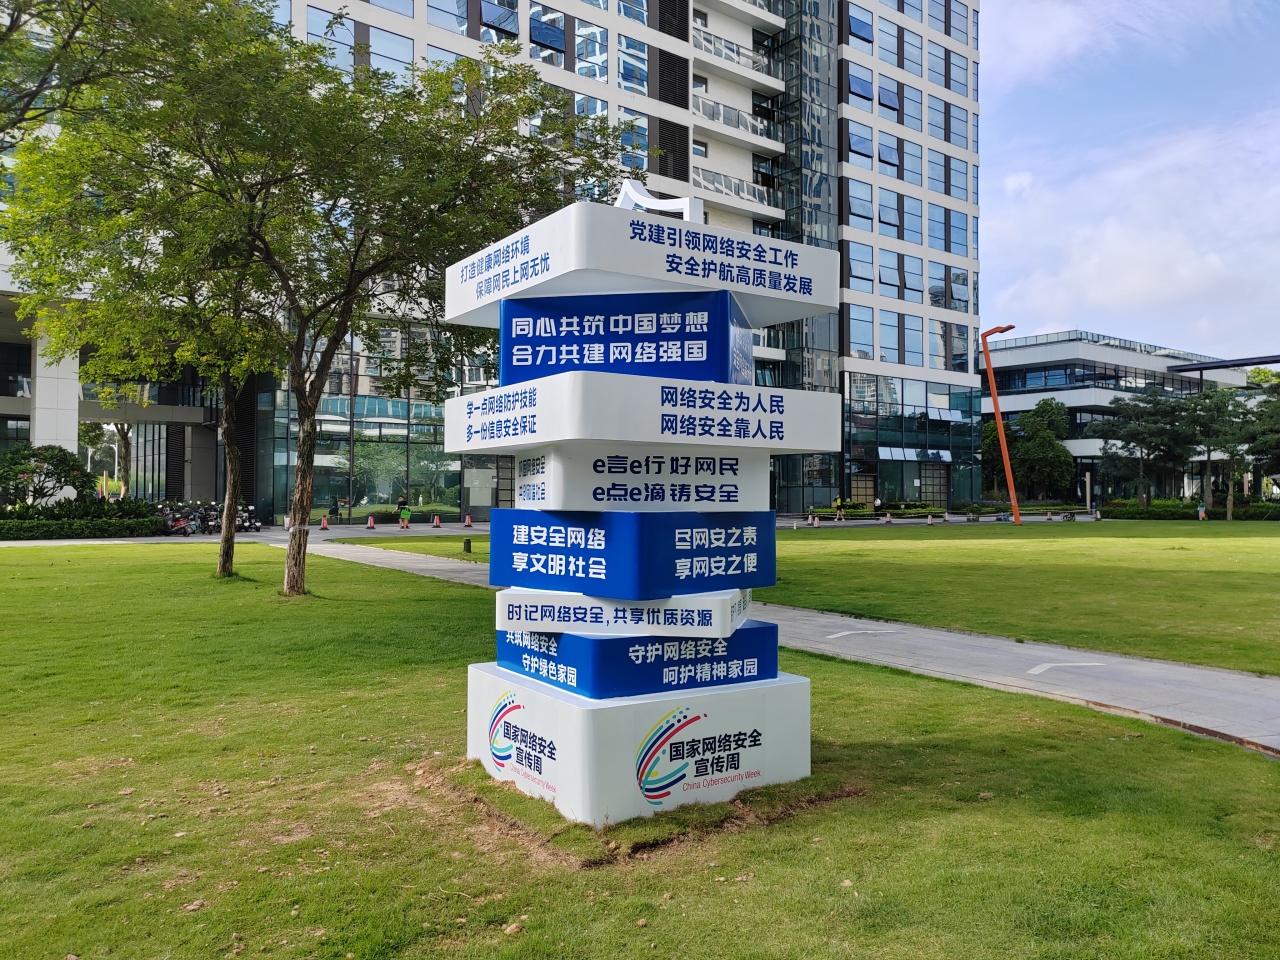 打造健康网络环境
保障网民上网无忧
党建引领网络安全工作
安全护航高质量发展
同心共筑中国梦想
合力共建网络强国
学一点网络防护技能
多一份信息安全保证
网络安全为人民
网络安全靠人民
e言e行好网民
e点e滴铸安全
建安全网络
享文明社会
尽网安之责
享网安之便
时记网络安全,共享优质资源
共筑网络安全
守护绿色家园
守护网络安全
呵护精神家园
国家网络安全
宣传周
China Cybersecurity Week
国家网络安全
宣传周
China Cybersecurity Week